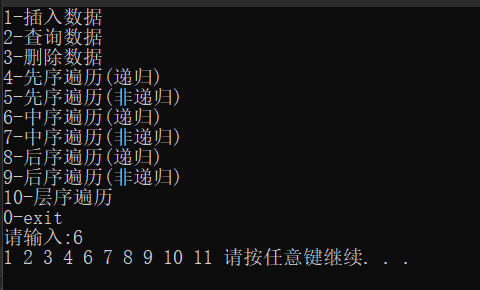 1-插入数据
2-查询数据
3-删除数据
4-先序遍历(递归)
5-先序遍历(非递归)
6-中序遍历(递归)
7-中序遍历(非递归)
8-后序遍历(递归)
9-后序遍历(非递归)
10-层序遍历
0-exit
请输入:6
1 2 3 4 6 7 8 9 10 11 请按任意键继续. . .